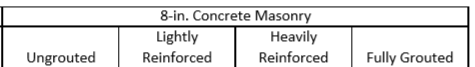 8-in. Concrete Masonry
Lightly Heavily
Ungrouted Reinforced Reinforced Fully Grouted